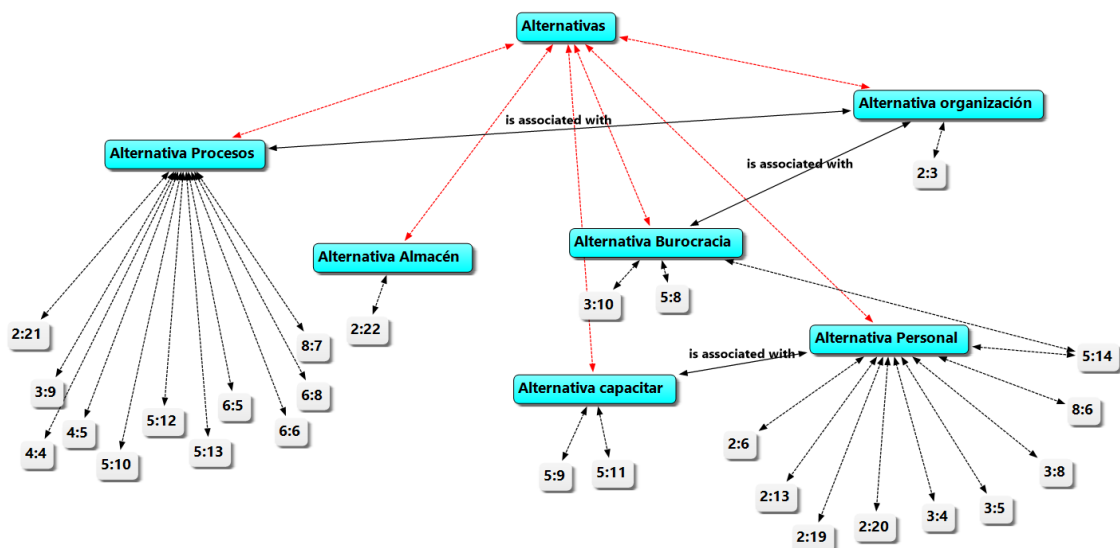 Alternativas
Alternativa organización
is associated with
Alternativa Procesos
is associated with
2:3
Alternativa Burocracia
Alternativa Almacén
3:10
5:8
2:22
2:21
8:7
Alternativa Personal
is associated with
5:14
3:9
6:5
6:8
Alternativa capacitar
8:6
4:4
4:5
5:12
6:6
5:10
5:13
2:6
5:9
5:11
3:8
2:13
3:5
2:19
2:20
3:4